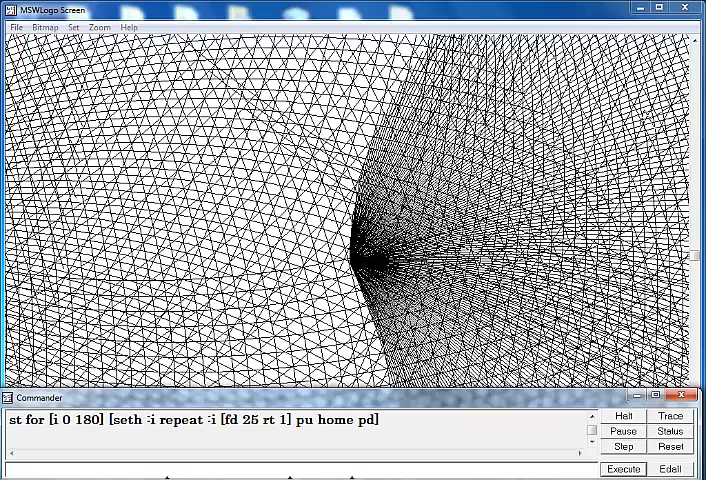 MSWLogo Screen
File Bitmap Set Zoom Help
Commander
st for [i 0 180] [seth :i repeat :i [fd 25 rt 1] pu home pd]
Halt Trace
Pause Status
Step Reset
Execute Edall